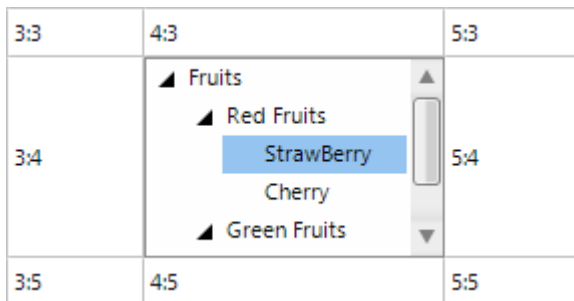 3:3 4:3 5:3
Fruits
Red Fruits
3:4 StrawBerry 5:4
Cherry
Green Fruits
3:5 4:5 5:5